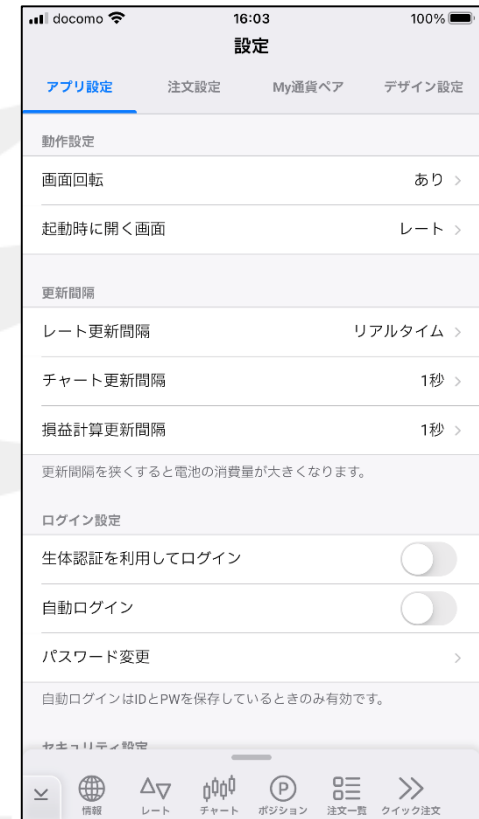 docomo 16:03 100%
設定
アプリ設定 注文設定 My通貨ペア デザイン設定
動作設定
画面回転 あり
起動時に開く画面 レート
更新間隔
レート更新間隔 リアルタイム
チャート更新間隔 1秒
損益計算更新間隔 1秒
更新間隔を狭くすると電池の消費量が大きくなります。
ログイン設定
生体認証を利用してログイン
自動ログイン
パスワード変更
自動ログインはIDとPWを保存しているときのみ有効です。
セキュリティ設定
P
情報 レート チャート ポジション 注文一覧 クイック注文